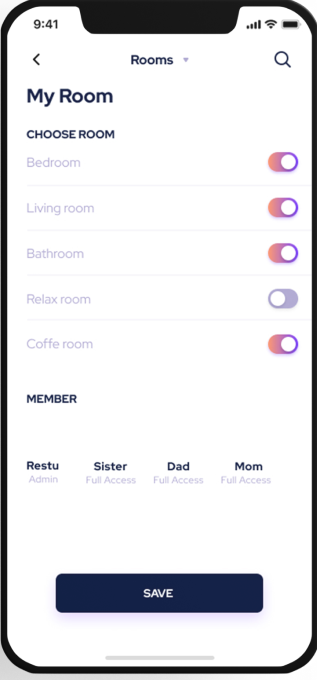 9:41
Rooms
My Room
CHOOSE ROOM
Bedroom
Living room
Bathroom
Relax room
Coffe room
MEMBER
Restu Sister Dad Mom
Admin Full Access Full Access Full Access
SAVE